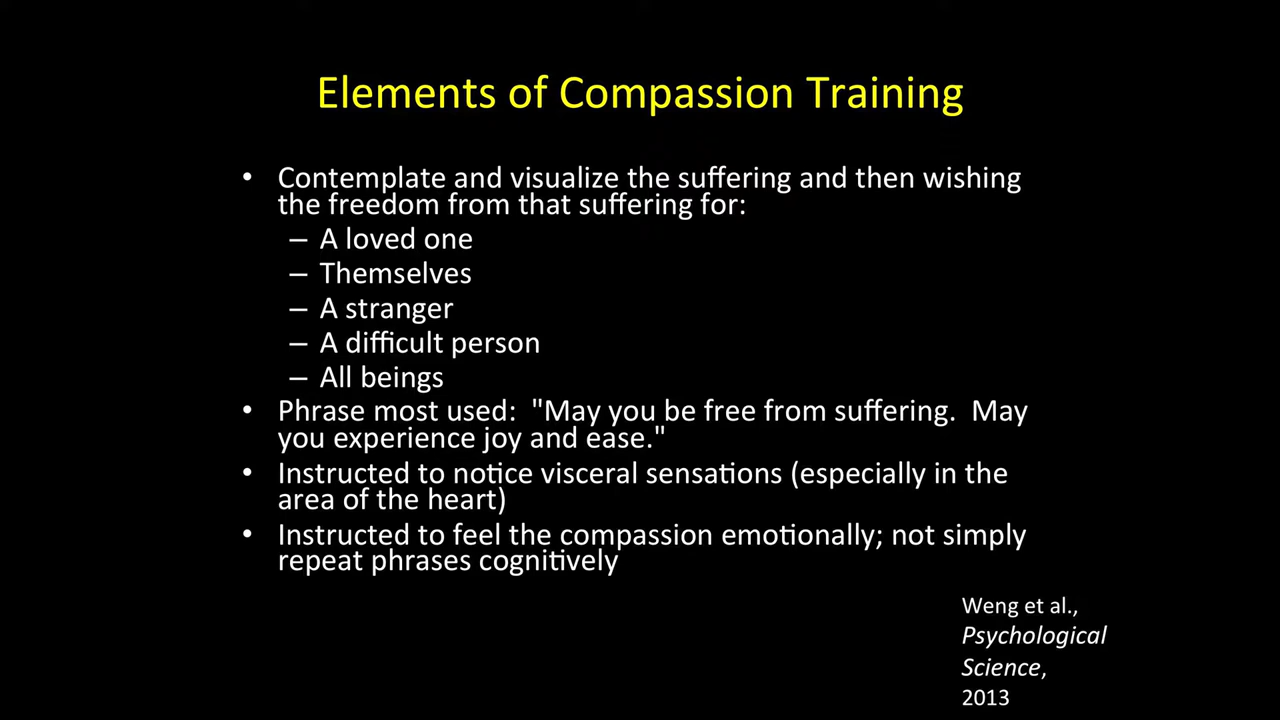 Elements of Compassion Training
• Contemplate and visualize the suffering and then wishing
the freedom from that suffering for:
– A loved one
– Themselves
– A stranger
– A difficult person
– All beings
• Phrase most used:  "May you be free from suffering.  May
you experience joy and ease."
• Instructed to notice visceral sensations (especially in the
area of the heart)
• Instructed to feel the compassion emotionally; not simply
repeat phrases cognitively
Weng et al.,
Psychological
Science,
2013